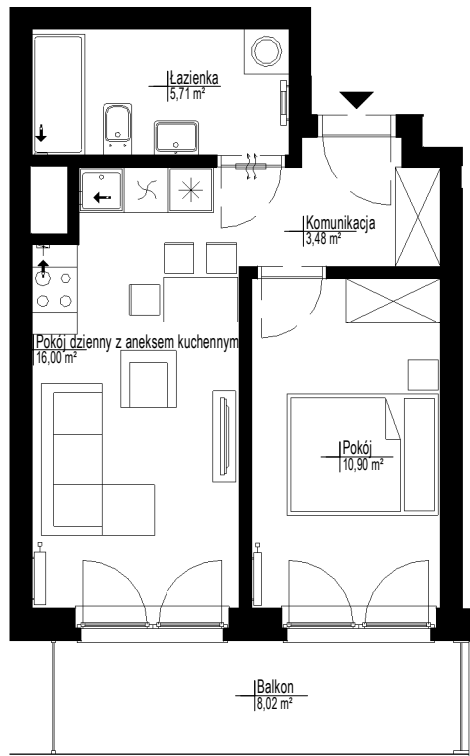 Łazienka
5,71 m²
Komunikacja
3,48 m²
Pokój dzienny z aneksem kuchennym
16,00 m²
Pokój
10,90 m²
Balkon
8,02 m²